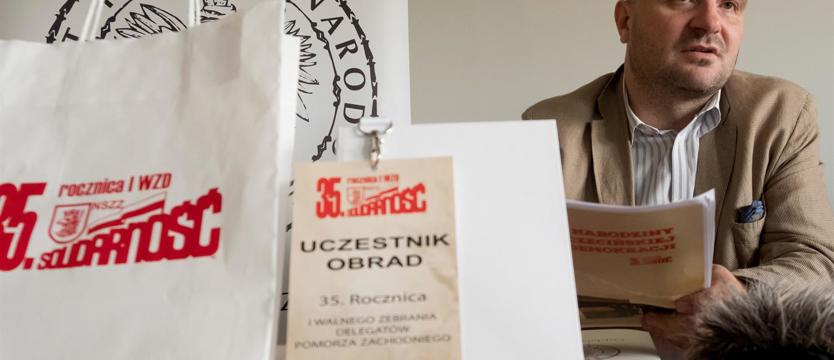 35.
rocznica I WZD
NSZZ
SOLIDARNOŚĆ
NAROD
35.
rocznica I WZD
SOLIDARNOŚĆ
UCZESTNIK
OBRAD
35. Rocznica
I WALNEGO ZEBRANIA
DELEGATÓW
POMORZA ZACHODNIEGO
NARODZINY
DEMOKRACJI